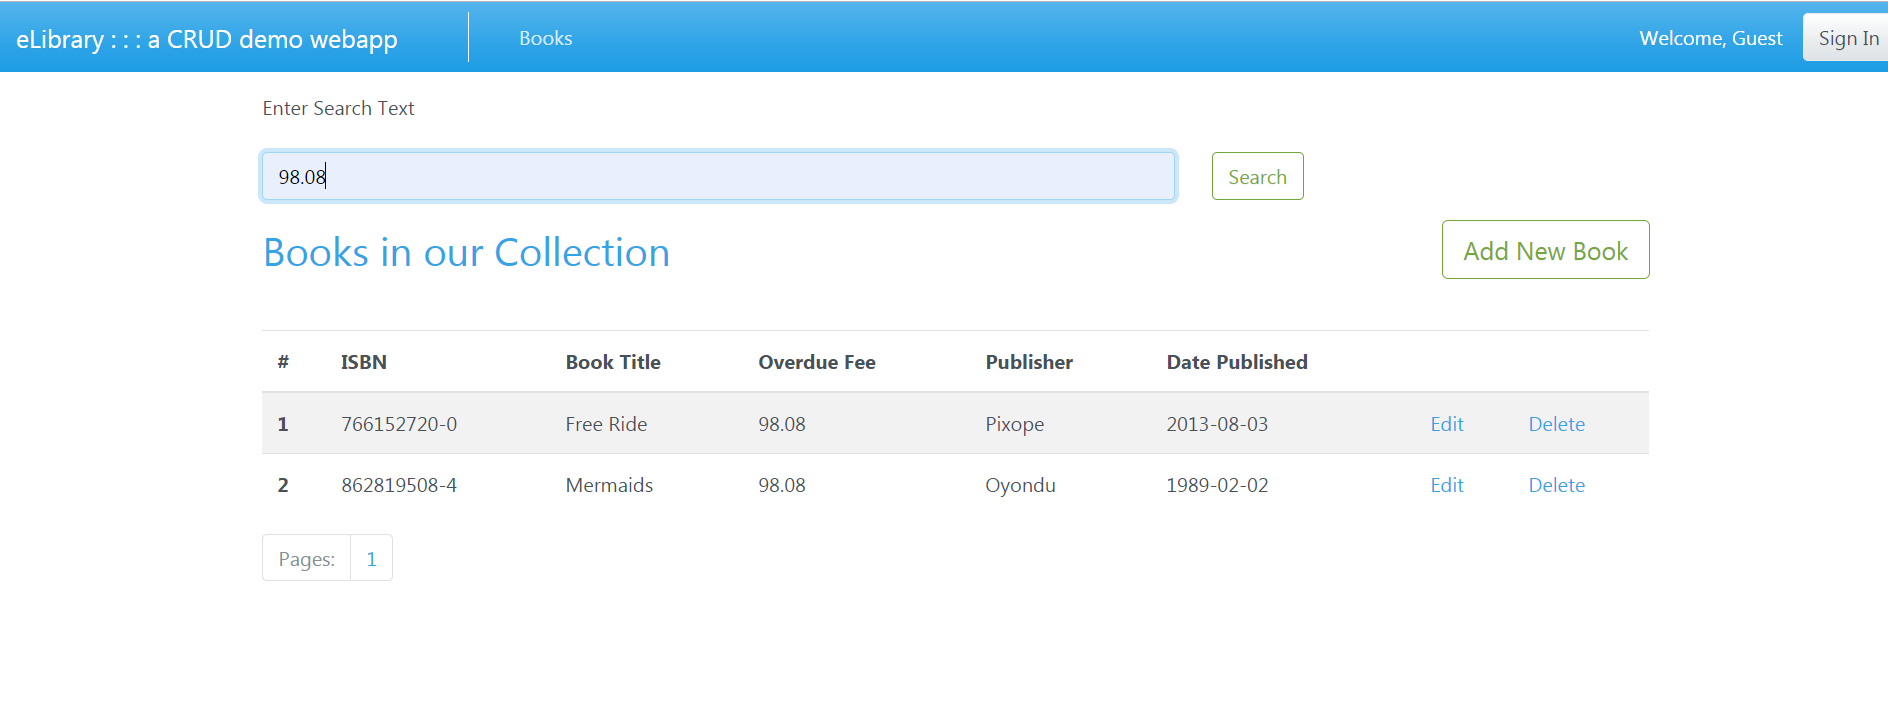 eLibrary : : : a CRUD demo webapp Books Welcome, Guest Sign In
Enter Search Text
98.08 Search
Books in our Collection Add New Book
# ISBN Book Title Overdue Fee Publisher Date Published
1 766152720-0 Free Ride 98.08 Pixope 2013-08-03 Edit Delete
2 862819508-4 Mermaids 98.08 Oyondu 1989-02-02 Edit Delete
Pages: 1